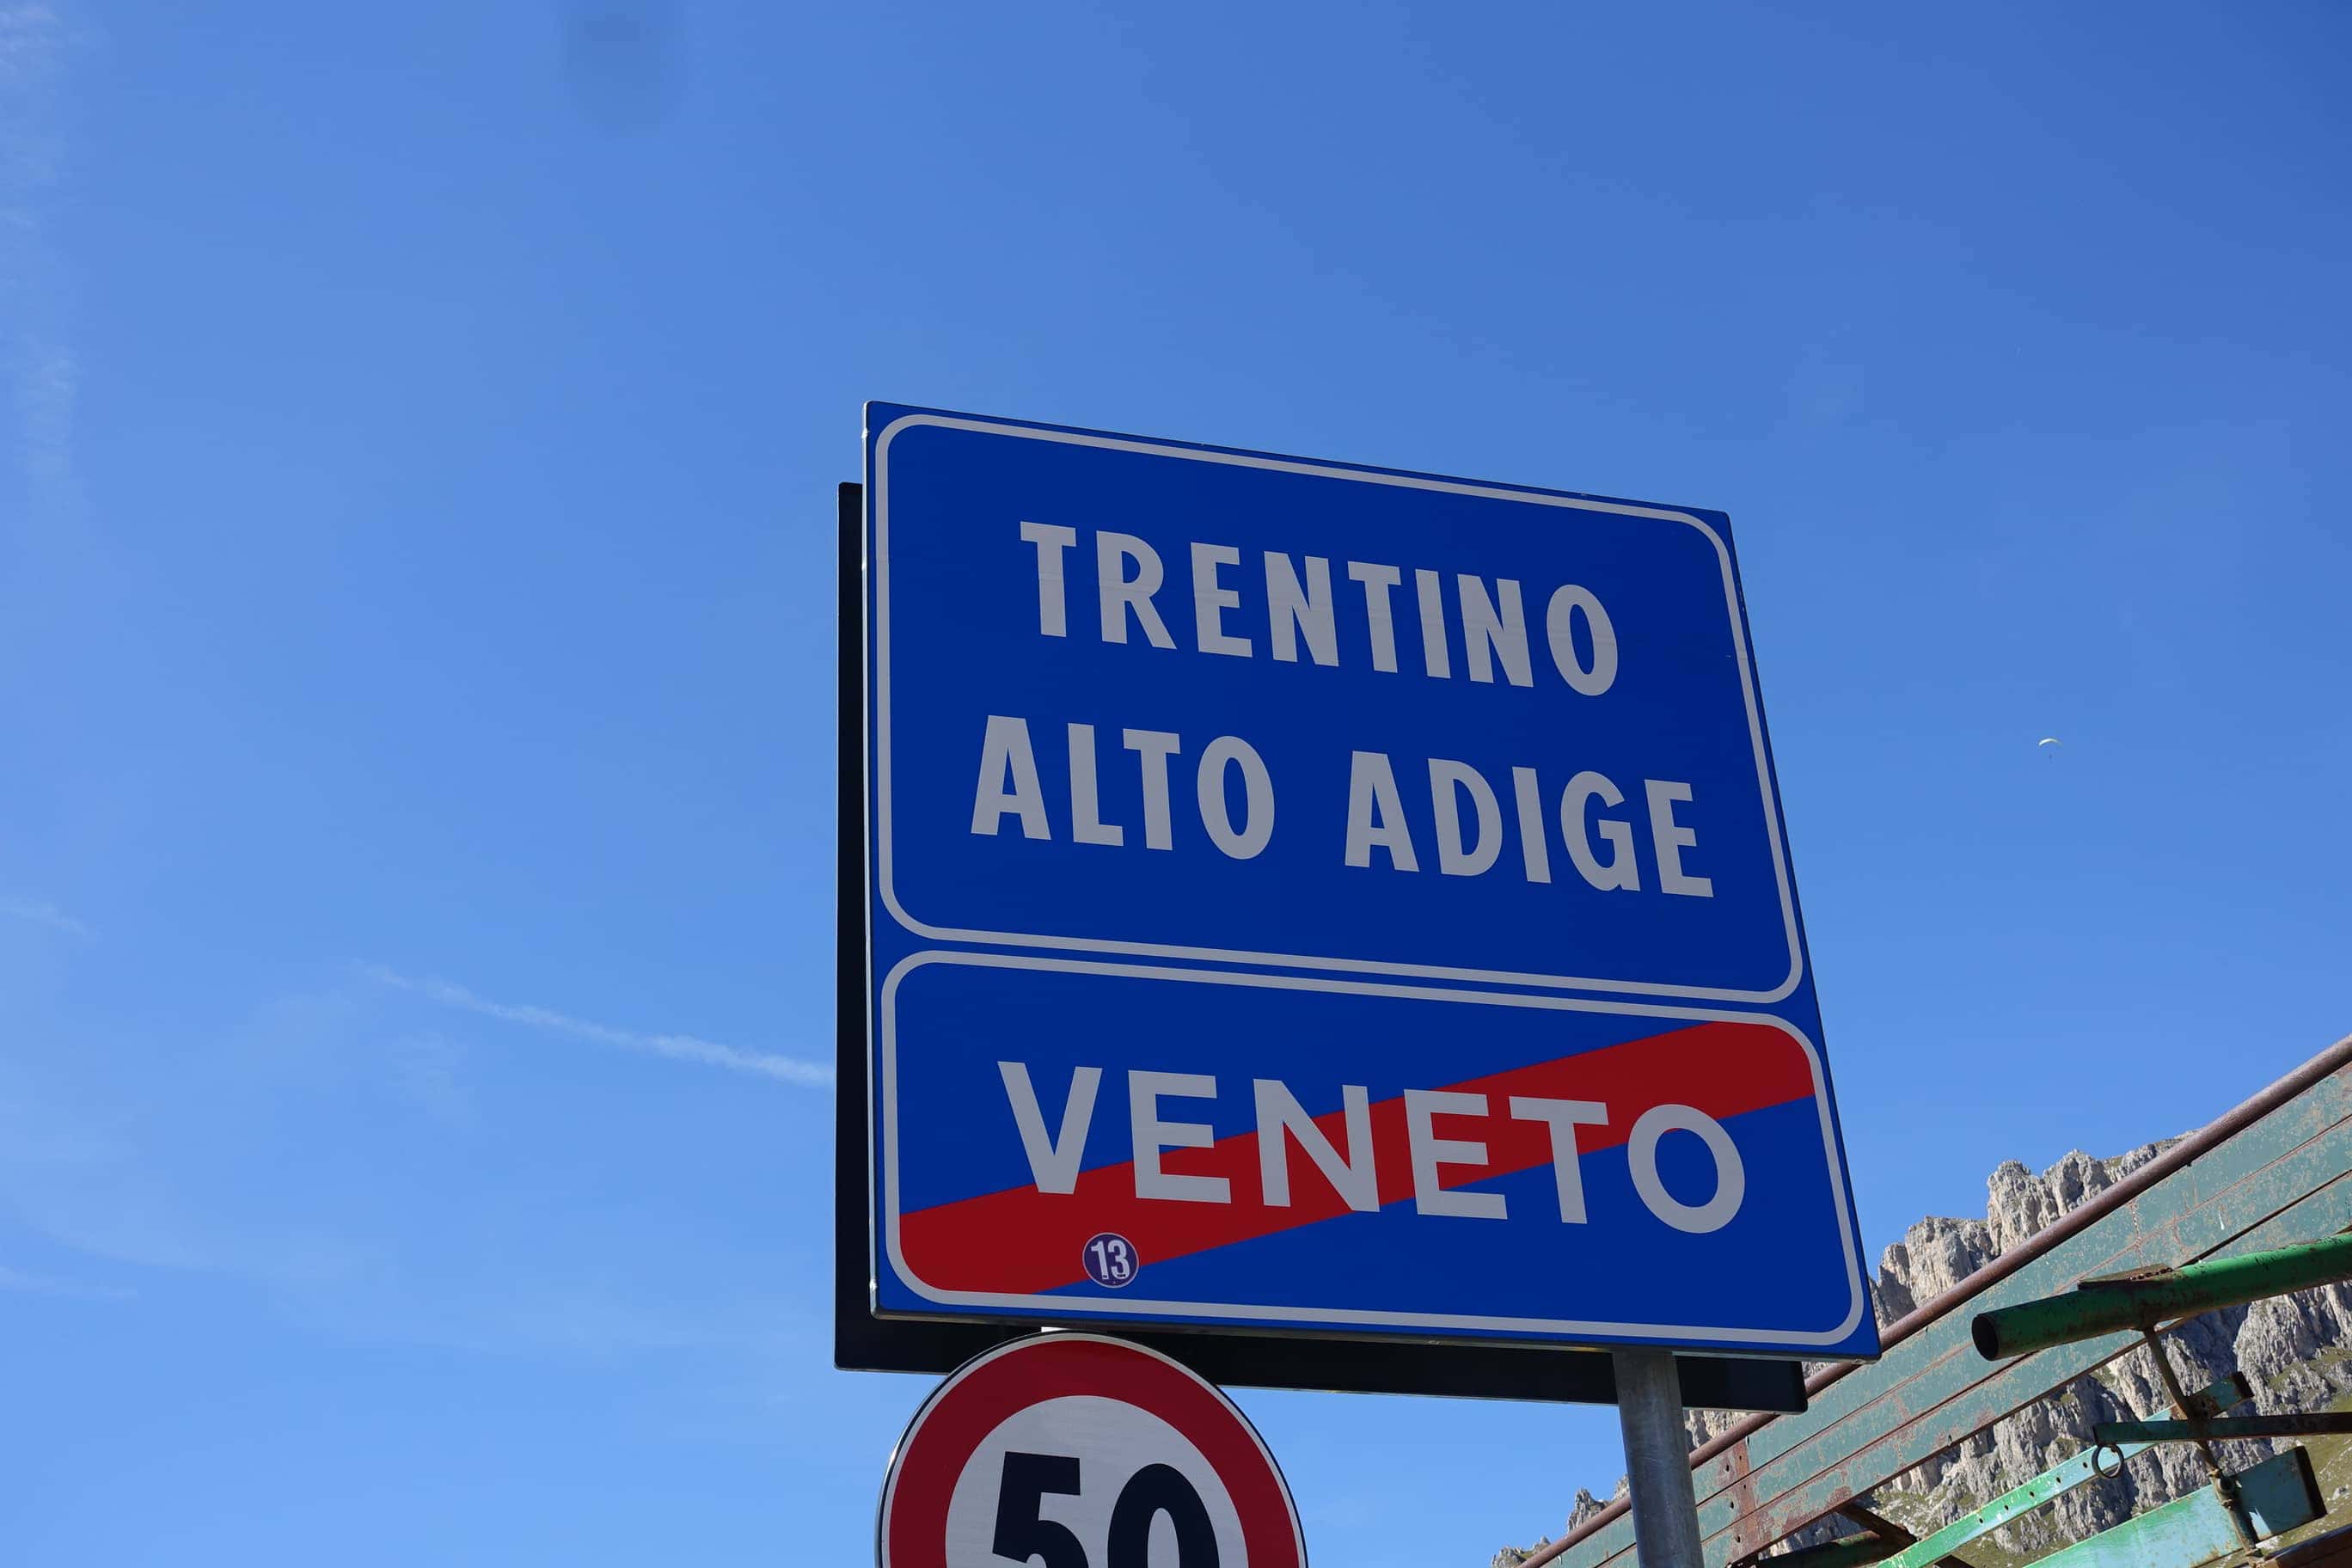 TRENTINO
ALTO ADIGE
VENETO
13
50